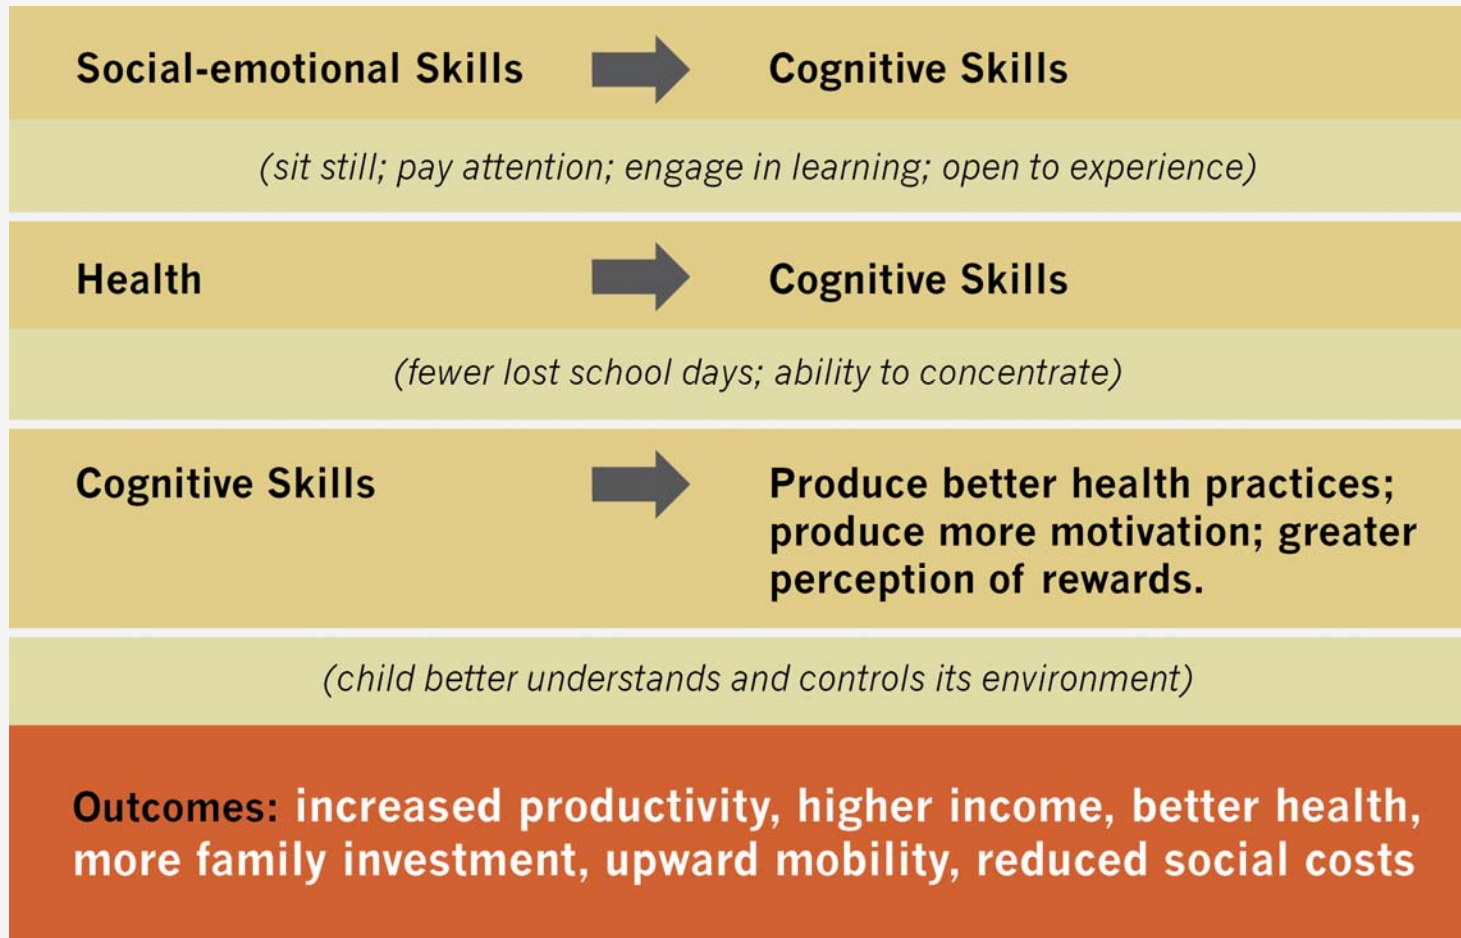 Social-emotional Skills
Cognitive Skills
(sit still; pay attention; engage in learning; open to experience)
Health
Cognitive Skills
(fewer lost school days; ability to concentrate)
Cognitive Skills
Produce better health practices;
produce more motivation; greater
perception of rewards.
(child better understands and controls its environment)
Outcomes: increased productivity, higher income, better health,
more family investment, upward mobility, reduced social costs